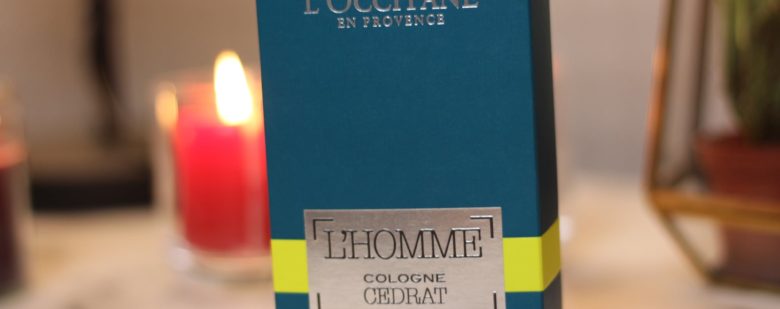 L'OCCITANE
EN PROVENCE
L'HOMME
COLOGNE
CEDRAT